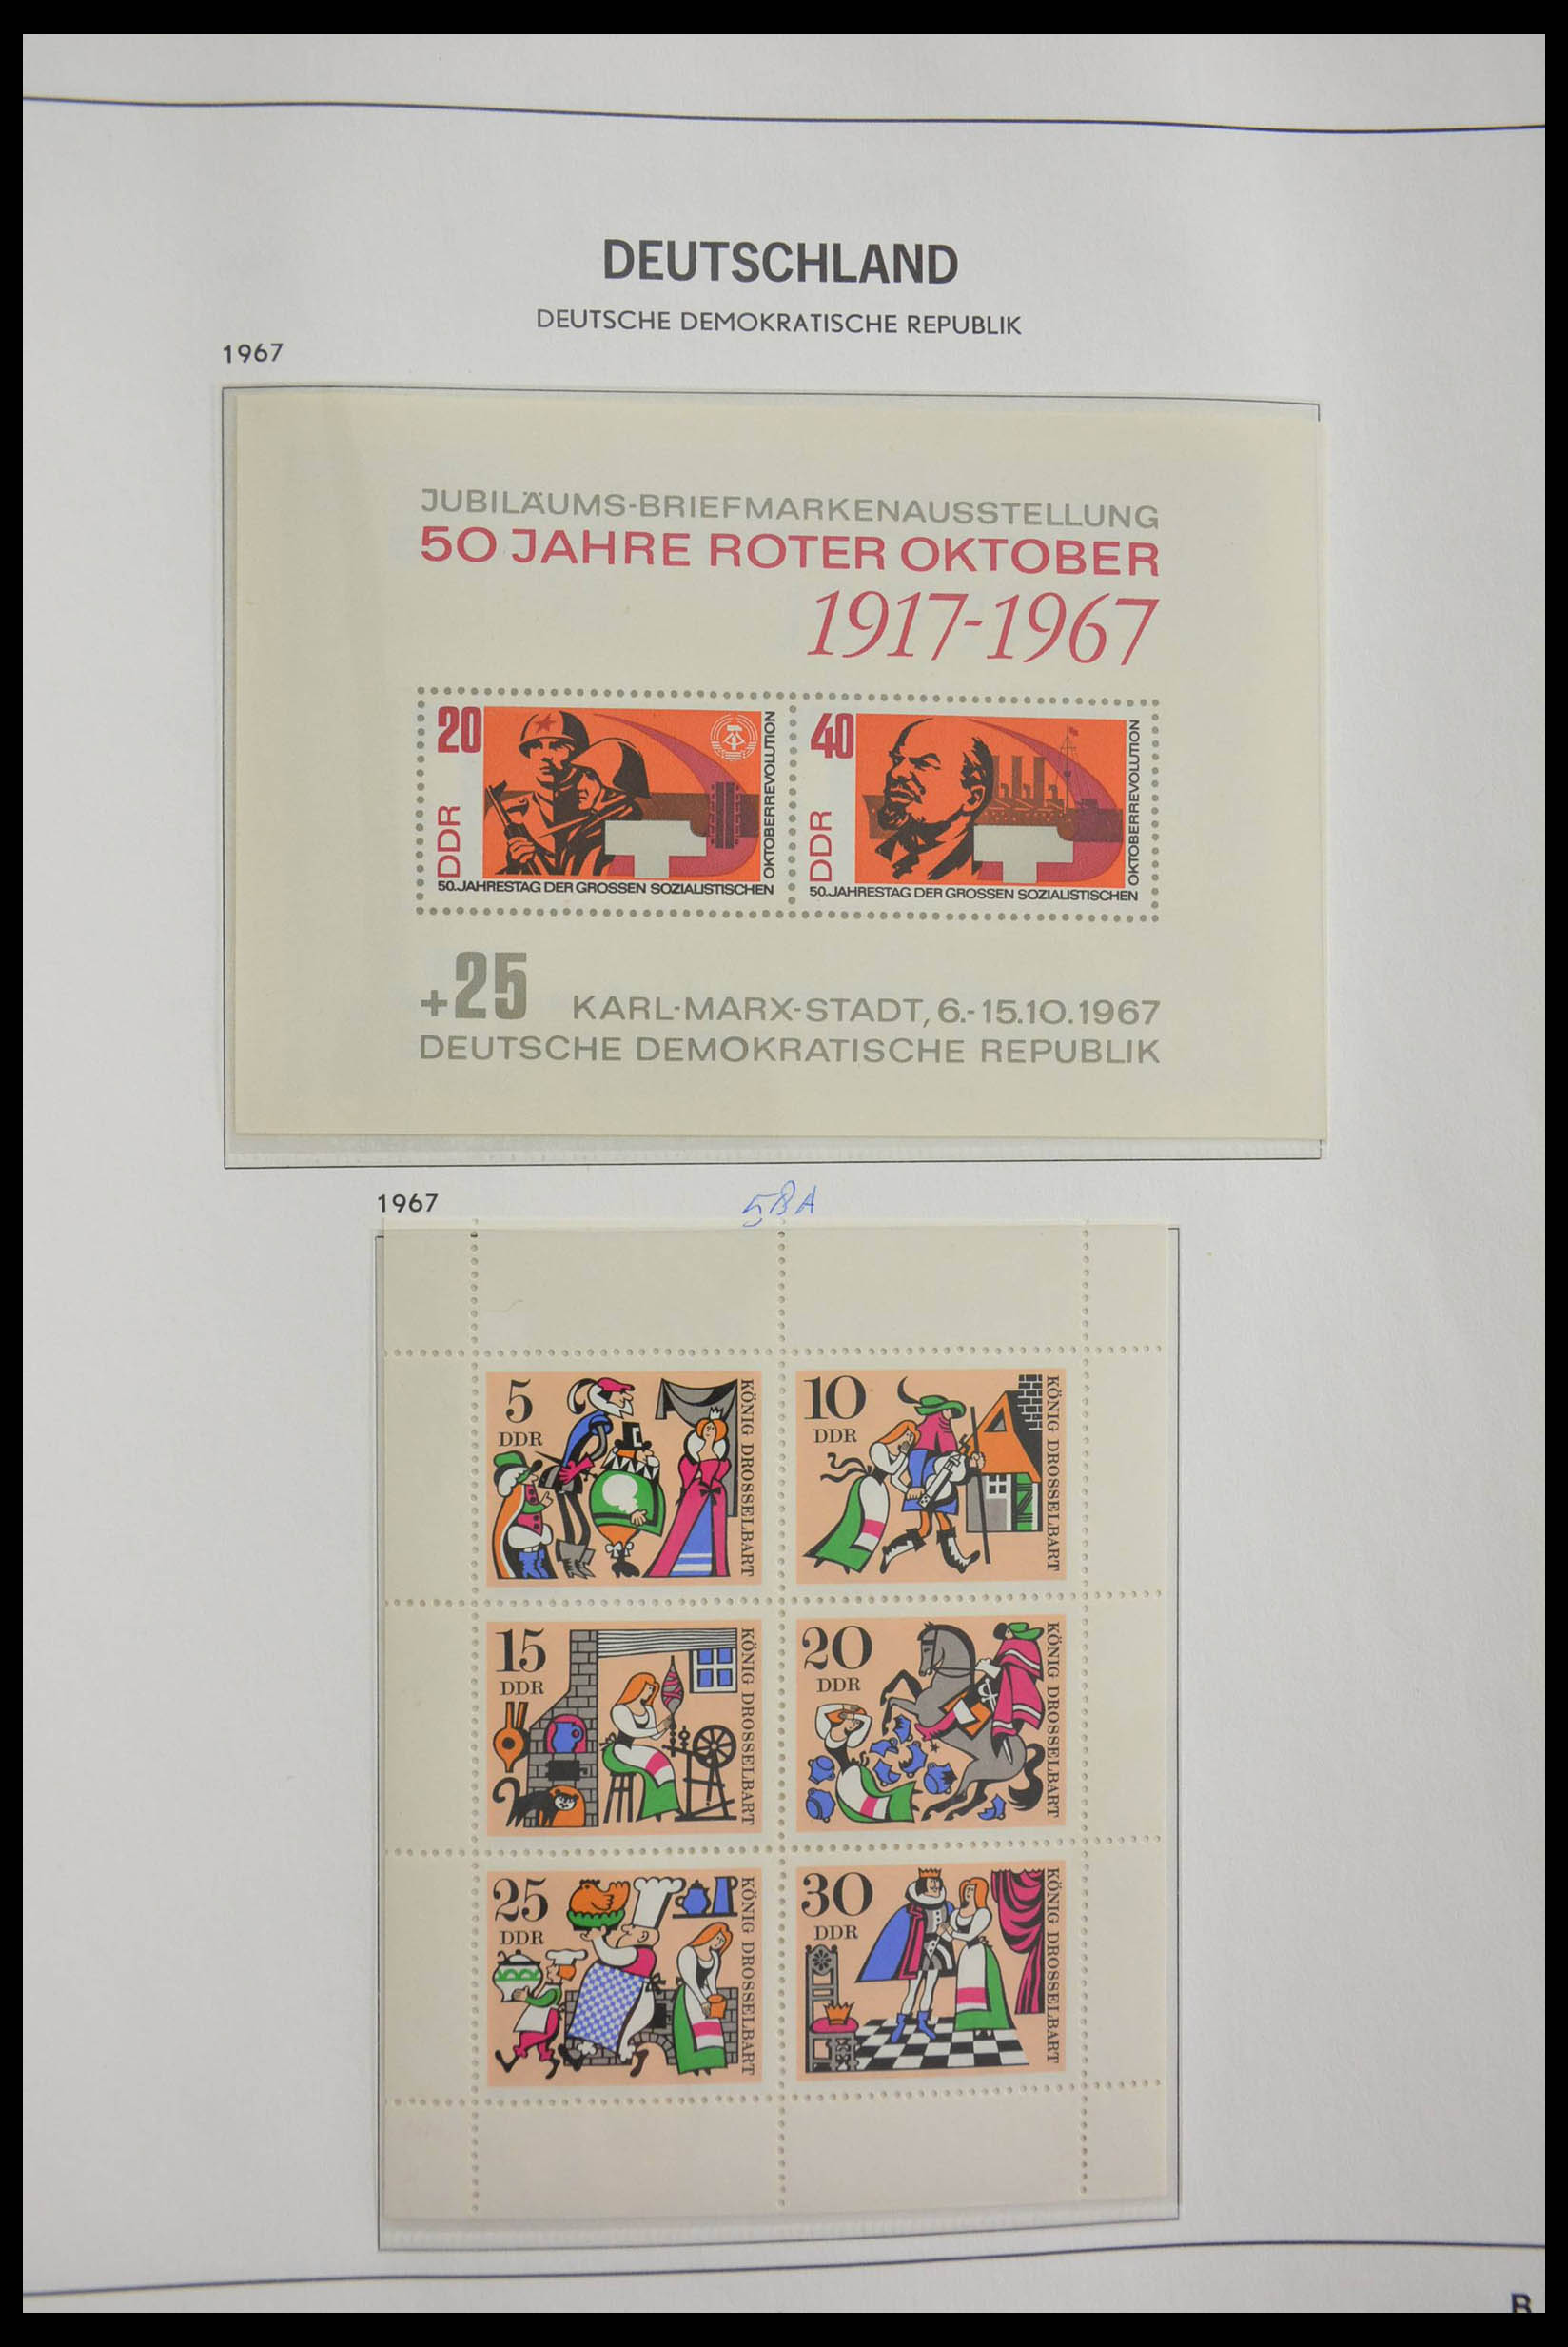 DEUTSCHLAND
DEUTSCHE DEMOKRATISCHE REPUBLIK
1967
JUBILÄUMS-BRIEFMARKENAUSSTELLUNG
50 JAHRE ROTER OKTOBER
1917-1967
20
DDR
50.JAHRESTAG DER GROSSEN SOZIALISTISCHEN
OKTOBERREVOLUTION
40
DDR
50.JAHRESTAG DER GROSSEN SOZIALISTISCHEN
OKTOBERREVOLUTION
+25 KARL-MARX-STADT, 6.-15.10.1967
DEUTSCHE DEMOKRATISCHE REPUBLIK
1967
5
DDR
KÖNIG DROSSELBART
10
DDR
KÖNIG DROSSELBART
15
DDR
KÖNIG DROSSELBART
20
DDR
KÖNIG DROSSELBART
25
DDR
KÖNIG DROSSELBART
30
DDR
KÖNIG DROSSELBART